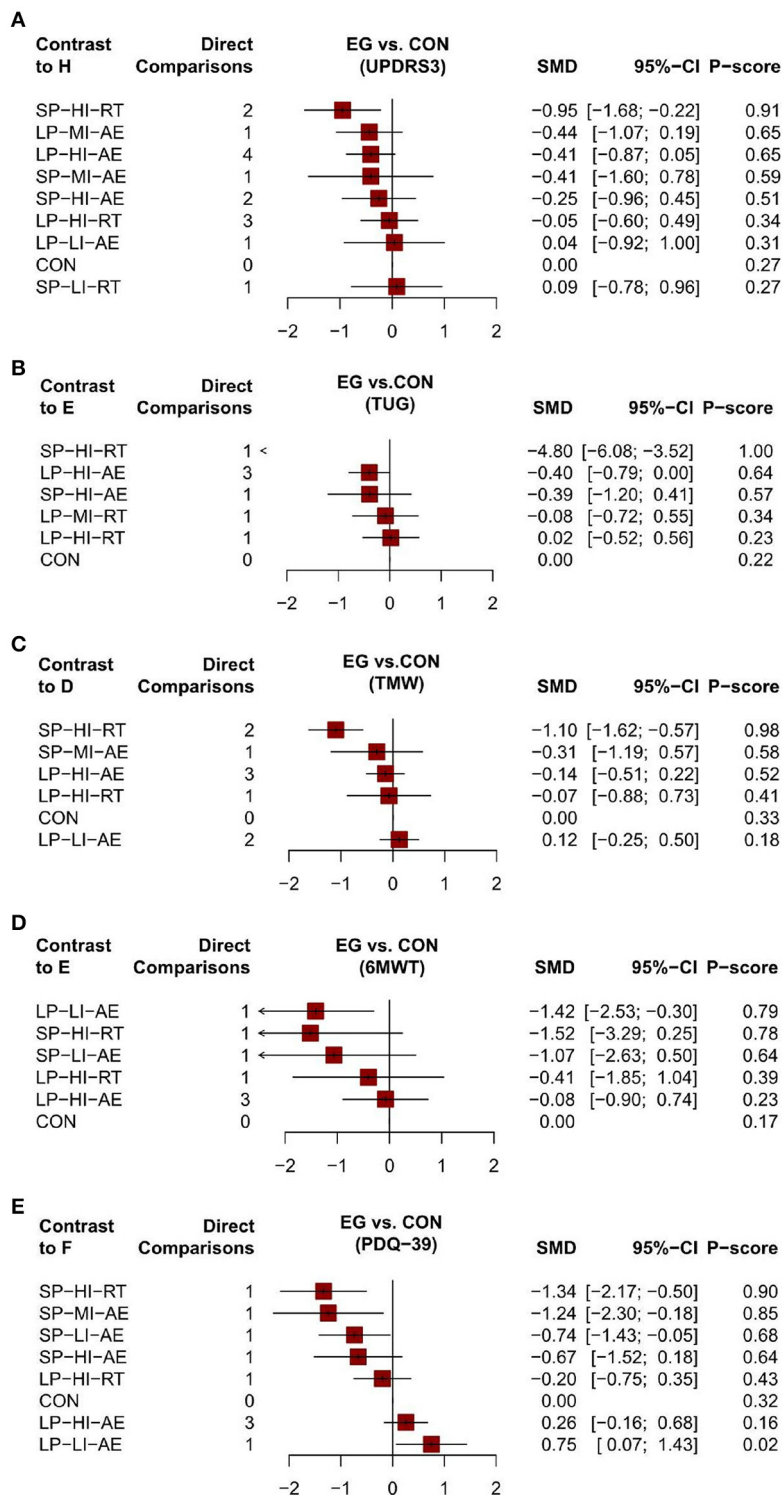 A
Contrast Direct EG vs. CON
to H Comparisons (UPDRS3) SMD 95%−CI P−score
SP−HI−RT 2 −0.95 [−1.68; −0.22] 0.91
LP−MI−AE 1 −0.44 [−1.07; 0.19] 0.65
LP−HI−AE 4 −0.41 [−0.87; 0.05] 0.65
SP−MI−AE 1 −0.41 [−1.60; 0.78] 0.59
SP−HI−AE 2 −0.25 [−0.96; 0.45] 0.51
LP−HI−RT 3 −0.05 [−0.60; 0.49] 0.34
LP−LI−AE 1 0.04 [−0.92; 1.00] 0.31
CON 0 0.00 0.27
SP−LI−RT 1 0.09 [−0.78; 0.96] 0.27
−2 −1 0 1 2
B
Contrast Direct EG vs.CON
to E Comparisons (TUG) SMD 95%−CI P−score
SP−HI−RT 1 < −4.80 [−6.08; −3.52] 1.00
LP−HI−AE 3 −0.40 [−0.79; 0.00] 0.64
SP−HI−AE 1 −0.39 [−1.20; 0.41] 0.57
LP−MI−RT 1 −0.08 [−0.72; 0.55] 0.34
LP−HI−RT 1 0.02 [−0.52; 0.56] 0.23
CON 0 0.00 0.22
−2 −1 0 1 2
C
Contrast Direct EG vs.CON
to D Comparisons (TMW) SMD 95%−CI P−score
SP−HI−RT 2 −1.10 [−1.62; −0.57] 0.98
SP−MI−AE 1 −0.31 [−1.19; 0.57] 0.58
LP−HI−AE 3 −0.14 [−0.51; 0.22] 0.52
LP−HI−RT 1 −0.07 [−0.88; 0.73] 0.41
CON 0 0.00 0.33
LP−LI−AE 2 0.12 [−0.25; 0.50] 0.18
−2 −1 0 1 2
D
Contrast Direct EG vs. CON
to E Comparisons (6MWT) SMD 95%−CI P−score
LP−LI−AE 1 −1.42 [−2.53; −0.30] 0.79
SP−HI−RT 1 −1.52 [−3.29; 0.25] 0.78
SP−LI−AE 1 −1.07 [−2.63; 0.50] 0.64
LP−HI−RT 1 −0.41 [−1.85; 1.04] 0.39
LP−HI−AE 3 −0.08 [−0.90; 0.74] 0.23
CON 0 0.00 0.17
−2 −1 0 1 2
E
Contrast Direct EG vs. CON
to F Comparisons (PDQ−39) SMD 95%−CI P−score
SP−HI−RT 1 −1.34 [−2.17; −0.50] 0.90
SP−MI−AE 1 −1.24 [−2.30; −0.18] 0.85
SP−LI−AE 1 −0.74 [−1.43; −0.05] 0.68
SP−HI−AE 1 −0.67 [−1.52; 0.18] 0.64
LP−HI−RT 1 −0.20 [−0.75; 0.35] 0.43
CON 0 0.00 0.32
LP−HI−AE 3 0.26 [−0.16; 0.68] 0.16
LP−LI−AE 1 0.75 [ 0.07; 1.43] 0.02
−2 −1 0 1 2